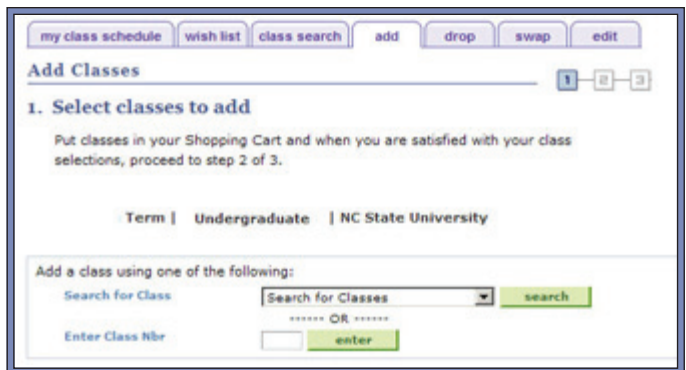 my class schedule wish list class search add drop swap edit
Add Classes
1 2 3
1. Select classes to add
Put classes in your Shopping Cart and when you are satisfied with your class
selections, proceed to step 2 of 3.
Term | Undergraduate | NC State University
Add a class using one of the following:
Search for Class Search for Classes search
****** OR ******
Enter Class Nbr enter